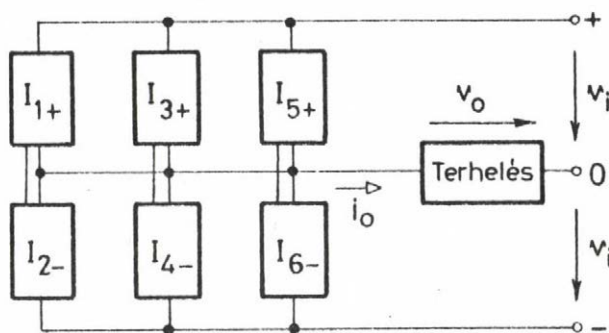 +
I1+
I3+
I5+
vo
vi
Terhelés
0
io
I2-
I4-
I6-
vi
-